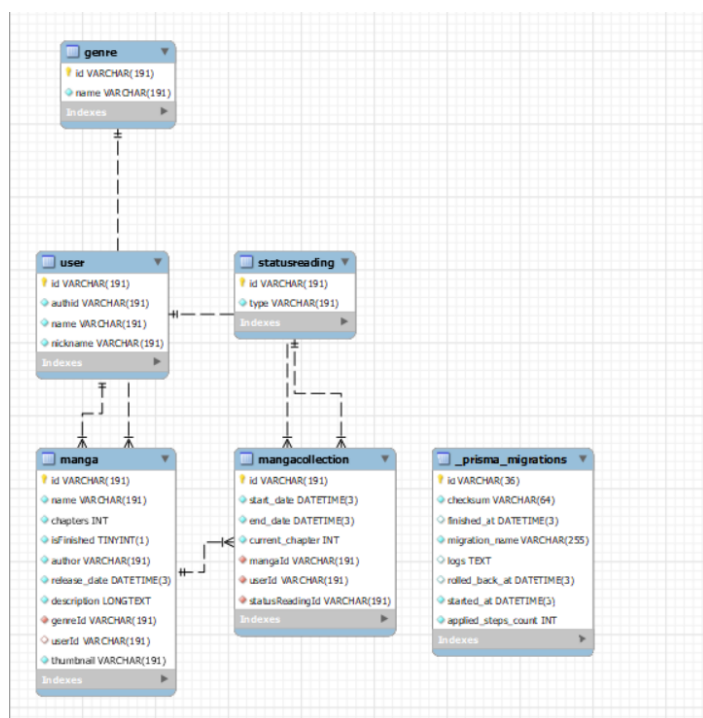 genre
id VARCHAR(191)
name VARCHAR(191)
Indexes
user
id VARCHAR(191)
authid VARCHAR(191)
name VARCHAR(191)
nickname VARCHAR(191)
Indexes
statusreading
id VARCHAR(191)
type VARCHAR(191)
Indexes
manga
id VARCHAR(191)
name VARCHAR(191)
chapters INT
isFinished TINYINT(1)
author VARCHAR(191)
release_date DATETIME(3)
description LONGTEXT
genreId VARCHAR(191)
userId VARCHAR(191)
thumbnail VARCHAR(191)
Indexes
mangacollection
id VARCHAR(191)
start_date DATETIME(3)
end_date DATETIME(3)
current_chapter INT
mangaId VARCHAR(191)
userId VARCHAR(191)
statusReadingId VARCHAR(191)
Indexes
_prisma_migrations
id VARCHAR(36)
checksum VARCHAR(64)
finished_at DATETIME(3)
migration_name VARCHAR(255)
logs TEXT
rolled_back_at DATETIME(3)
started_at DATETIME(3)
applied_steps_count INT
Indexes